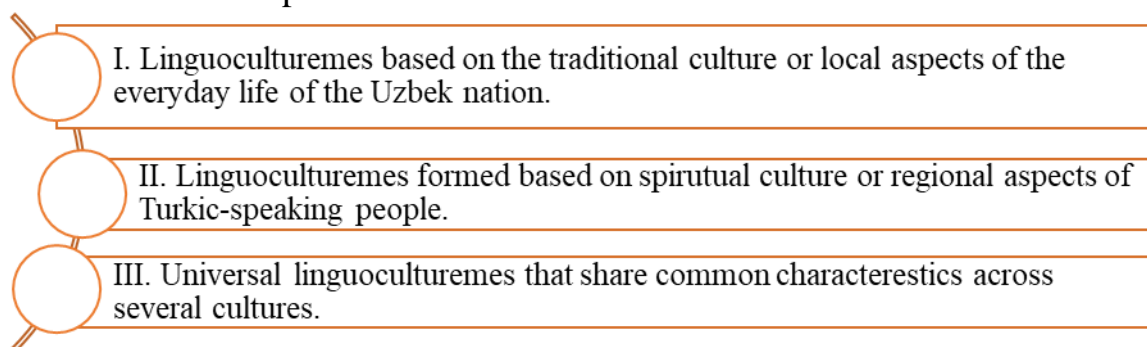 I. Linguoculturemes based on the traditional culture or local aspects of the
everyday life of the Uzbek nation.
II. Linguoculturemes formed based on spirutual culture or regional aspects of
Turkic-speaking people.
III. Universal linguoculturemes that share common characterestics across
several cultures.